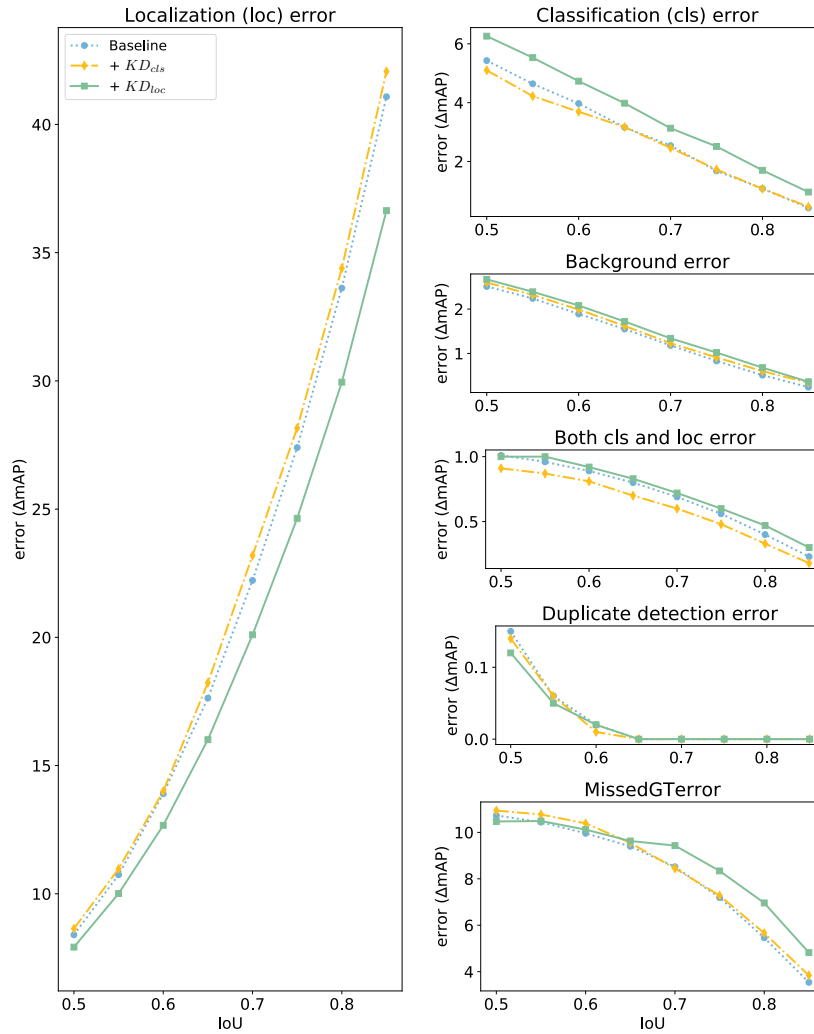 Localization (loc) error
Baseline
+ KD_cls
+ KD_loc
error (ΔmAP)
40
35
30
25
20
15
10
0.5
0.6
0.7
0.8
IoU
Classification (cls) error
error (ΔmAP)
6
4
2
0.5
0.6
0.7
0.8
Background error
error (ΔmAP)
2
1
0.5
0.6
0.7
0.8
Both cls and loc error
error (ΔmAP)
1.0
0.5
0.5
0.6
0.7
0.8
Duplicate detection error
error (ΔmAP)
0.1
0.0
0.5
0.6
0.7
0.8
MissedGTerror
error (ΔmAP)
10
8
6
4
0.5
0.6
0.7
0.8
IoU